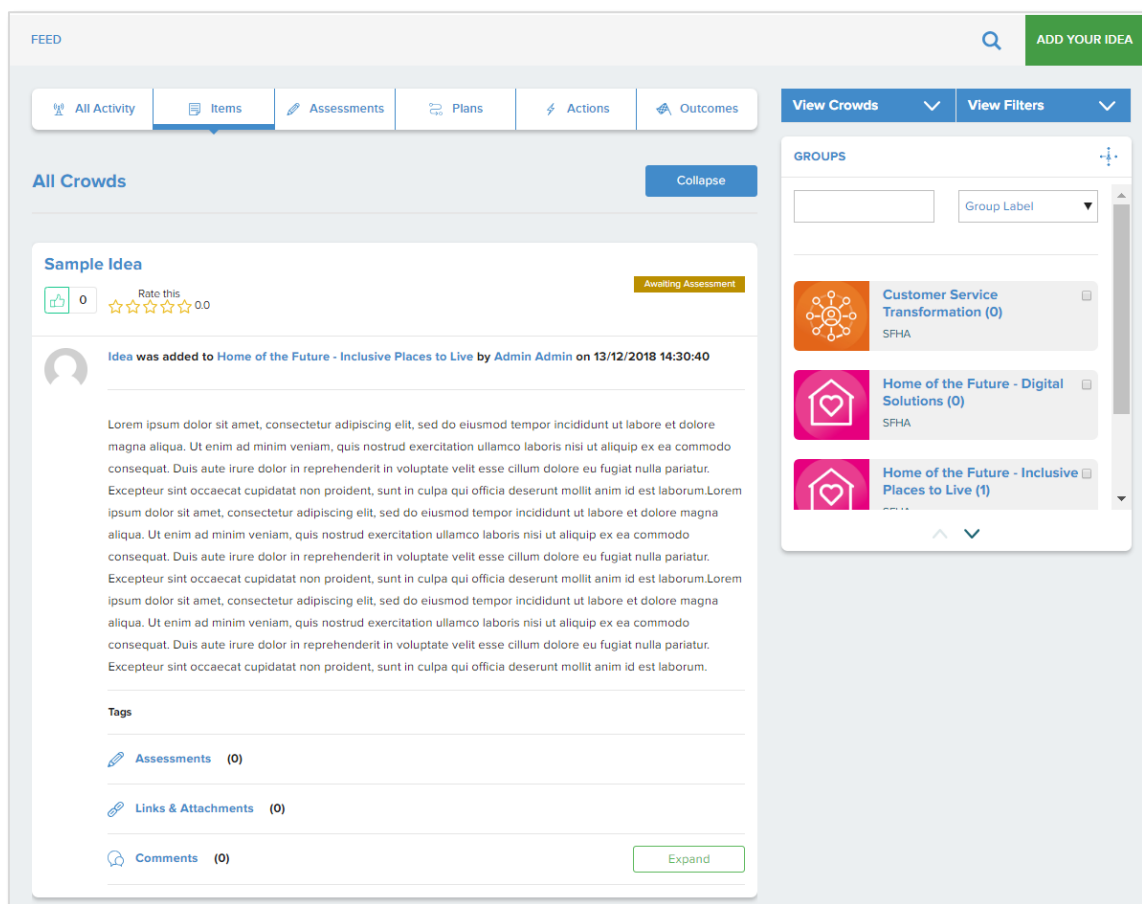 FEED
ADD YOUR IDEA
All Activity
Items
Assessments
Plans
Actions
Outcomes
View Crowds
View Filters
All Crowds
Collapse
GROUPS
Group Label
Customer Service
Transformation (0)
SFHA
Home of the Future - Digital
Solutions (0)
SFHA
Home of the Future - Inclusive
Places to Live (1)
SFHA
Sample Idea
0
Rate this
0.0
Awaiting Assessment
Idea was added to Home of the Future - Inclusive Places to Live by Admin Admin on 13/12/2018 14:30:40
Lorem ipsum dolor sit amet, consectetur adipiscing elit, sed do eiusmod tempor incididunt ut labore et dolore
magna aliqua. Ut enim ad minim veniam, quis nostrud exercitation ullamco laboris nisi ut aliquip ex ea commodo
consequat. Duis aute irure dolor in reprehenderit in voluptate velit esse cillum dolore eu fugiat nulla pariatur.
Excepteur sint occaecat cupidatat non proident, sunt in culpa qui officia deserunt mollit anim id est laborum.Lorem
ipsum dolor sit amet, consectetur adipiscing elit, sed do eiusmod tempor incididunt ut labore et dolore magna
aliqua. Ut enim ad minim veniam, quis nostrud exercitation ullamco laboris nisi ut aliquip ex ea commodo
consequat. Duis aute irure dolor in reprehenderit in voluptate velit esse cillum dolore eu fugiat nulla pariatur.
Excepteur sint occaecat cupidatat non proident, sunt in culpa qui officia deserunt mollit anim id est laborum.Lorem
ipsum dolor sit amet, consectetur adipiscing elit, sed do eiusmod tempor incididunt ut labore et dolore magna
aliqua. Ut enim ad minim veniam, quis nostrud exercitation ullamco laboris nisi ut aliquip ex ea commodo
consequat. Duis aute irure dolor in reprehenderit in voluptate velit esse cillum dolore eu fugiat nulla pariatur.
Excepteur sint occaecat cupidatat non proident, sunt in culpa qui officia deserunt mollit anim id est laborum.
Tags
Assessments (0)
Links & Attachments (0)
Comments (0)
Expand